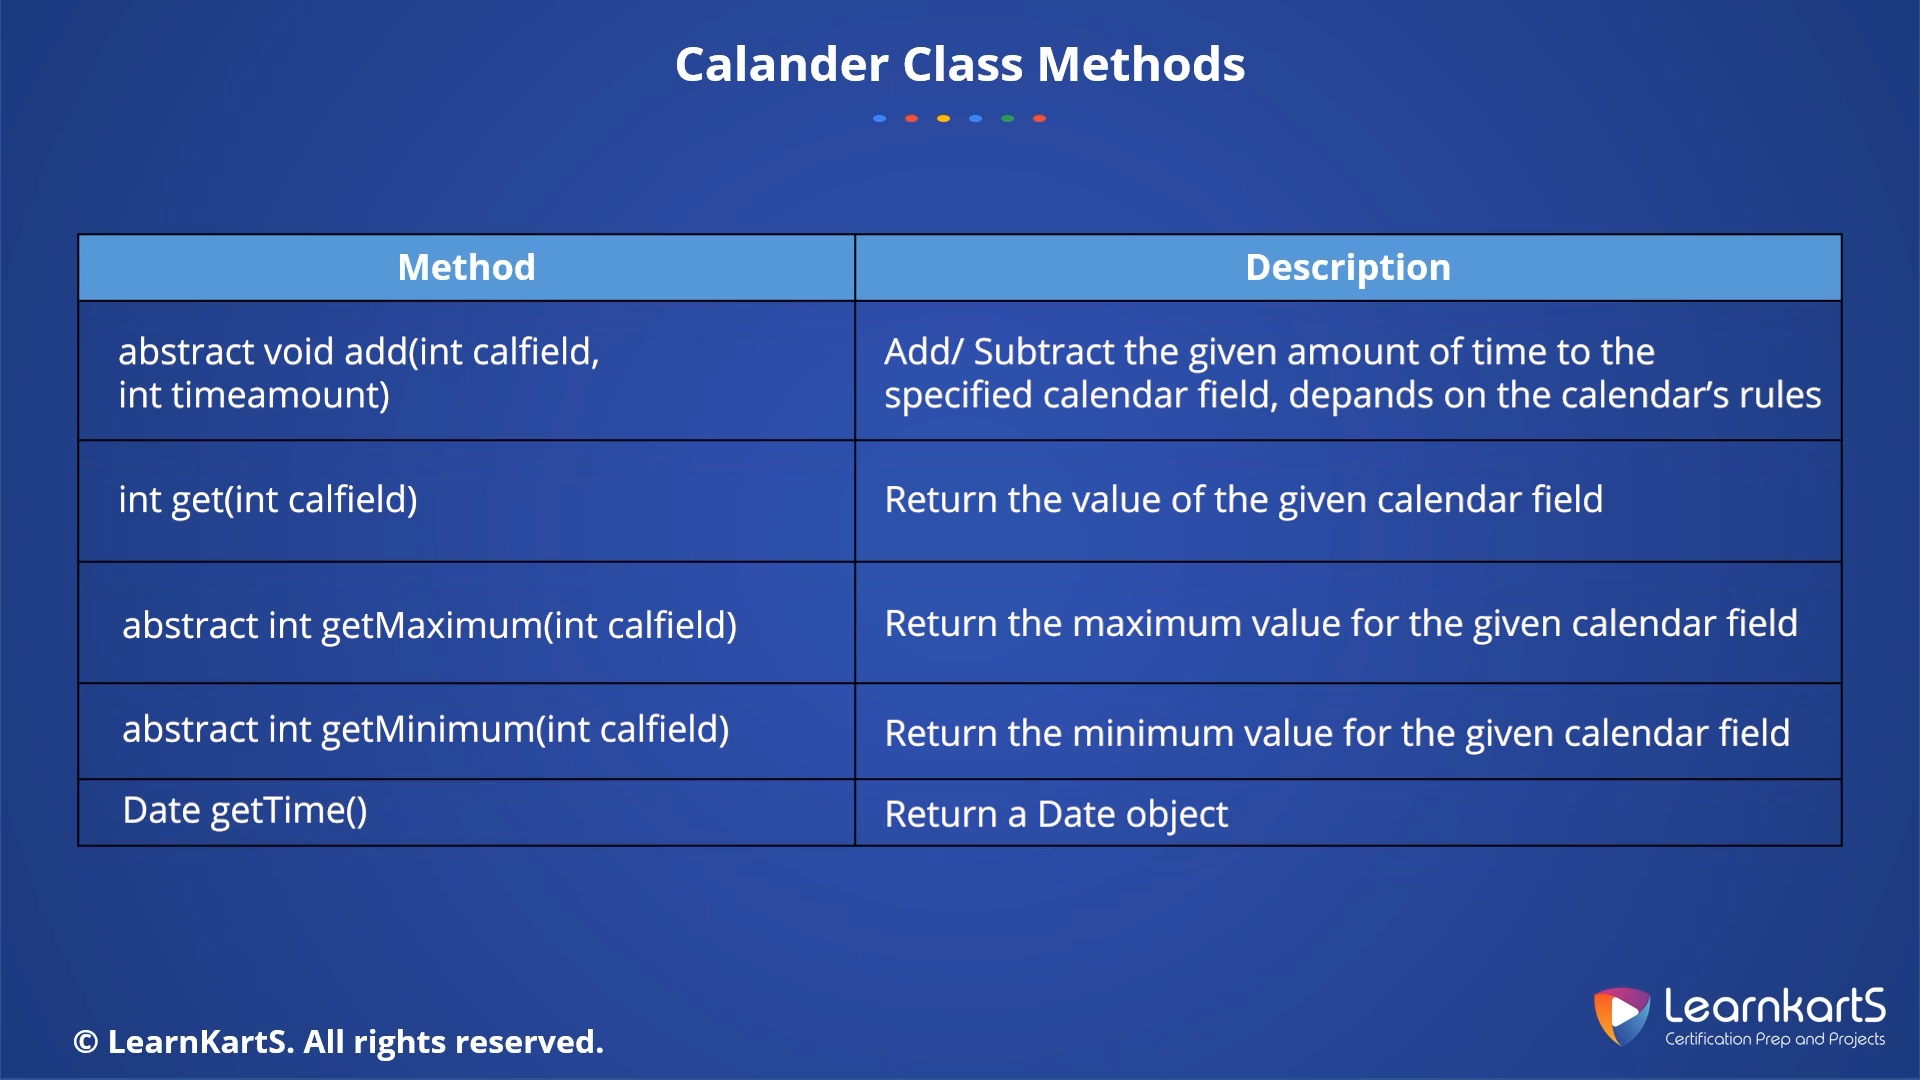 Calander Class Methods
Method
Description
abstract void add(int calfield,
int timeamount)
Add/ Subtract the given amount of time to the
specified calendar field, depands on the calendar’s rules
int get(int calfield)
Return the value of the given calendar field
abstract int getMaximum(int calfield)
Return the maximum value for the given calendar field
abstract int getMinimum(int calfield)
Return the minimum value for the given calendar field
Date getTime()
Return a Date object
© LearnKartS. All rights reserved.
LearnkartS
Certification Prep and Projects